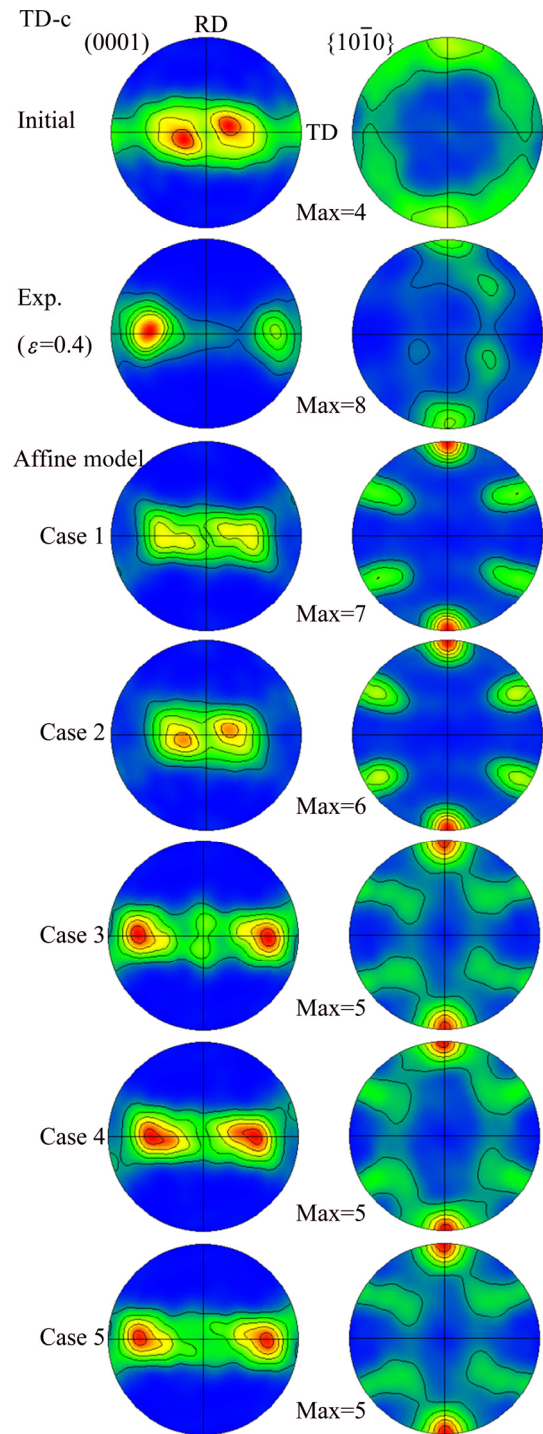 TD-c
(0001) RD {101̄0}
Initial
TD
Max=4
Exp.
(ε=0.4)
Max=8
Affine model
Case 1
Max=7
Case 2
Max=6
Case 3
Max=5
Case 4
Max=5
Case 5
Max=5